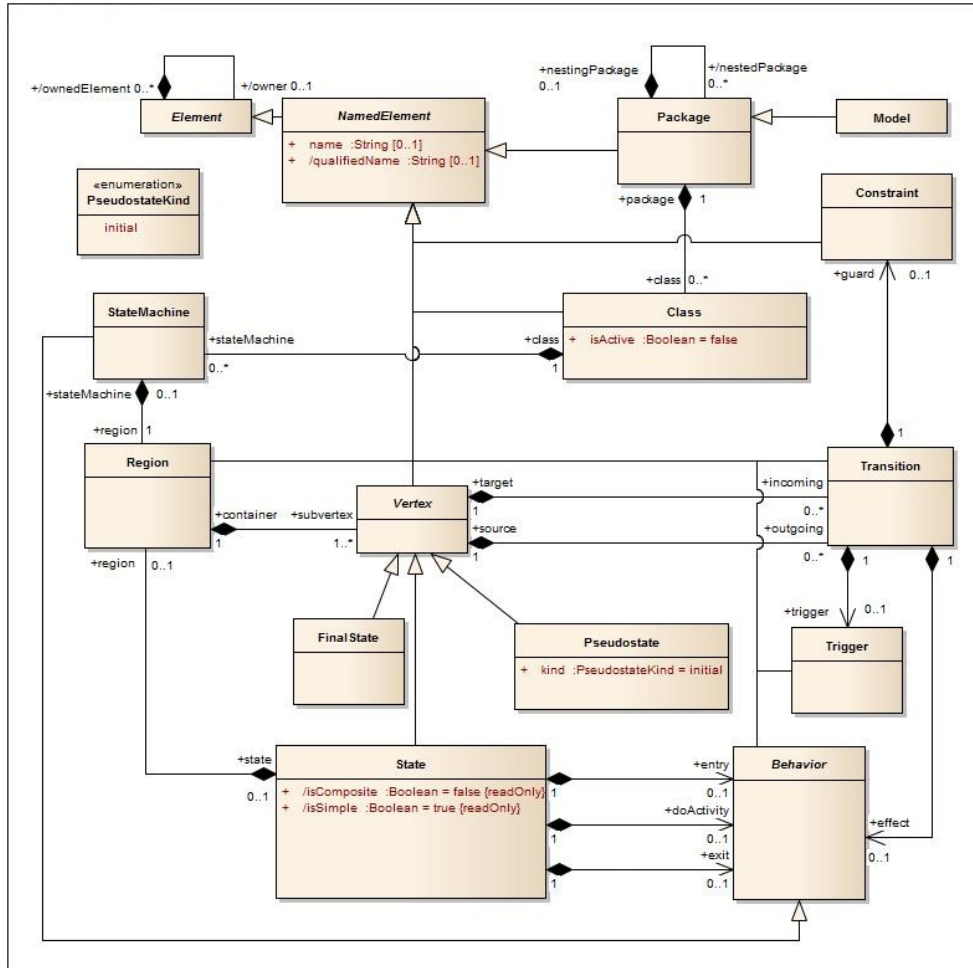 +/ownedElement 0..*
+/owner 0..1
Element
NamedElement
+ name :String [0..1]
+ /qualifiedName :String [0..1]
+nestingPackage
0..1
+/nestedPackage
0..*
Package
Model
«enumeration»
PseudostateKind
initial
+package 1
Constraint
+guard 0..1
+class 0..*
StateMachine
+stateMachine
0..*
+class
1
Class
+ isActive :Boolean = false
+stateMachine 0..1
+region 1
1
Region
Transition
+container
1
+subvertex
1..*
Vertex
+target
1
+incoming
0..*
+source
1
+outgoing
0..*
+region 0..1
1
1
+trigger 0..1
FinalState
Pseudostate
+ kind :PseudostateKind = initial
Trigger
+state
0..1
State
+ /isComposite :Boolean = false {readOnly}
+ /isSimple :Boolean = true {readOnly}
1
+entry
0..1
1
+doActivity
0..1
1
+exit
0..1
Behavior
+effect
0..1